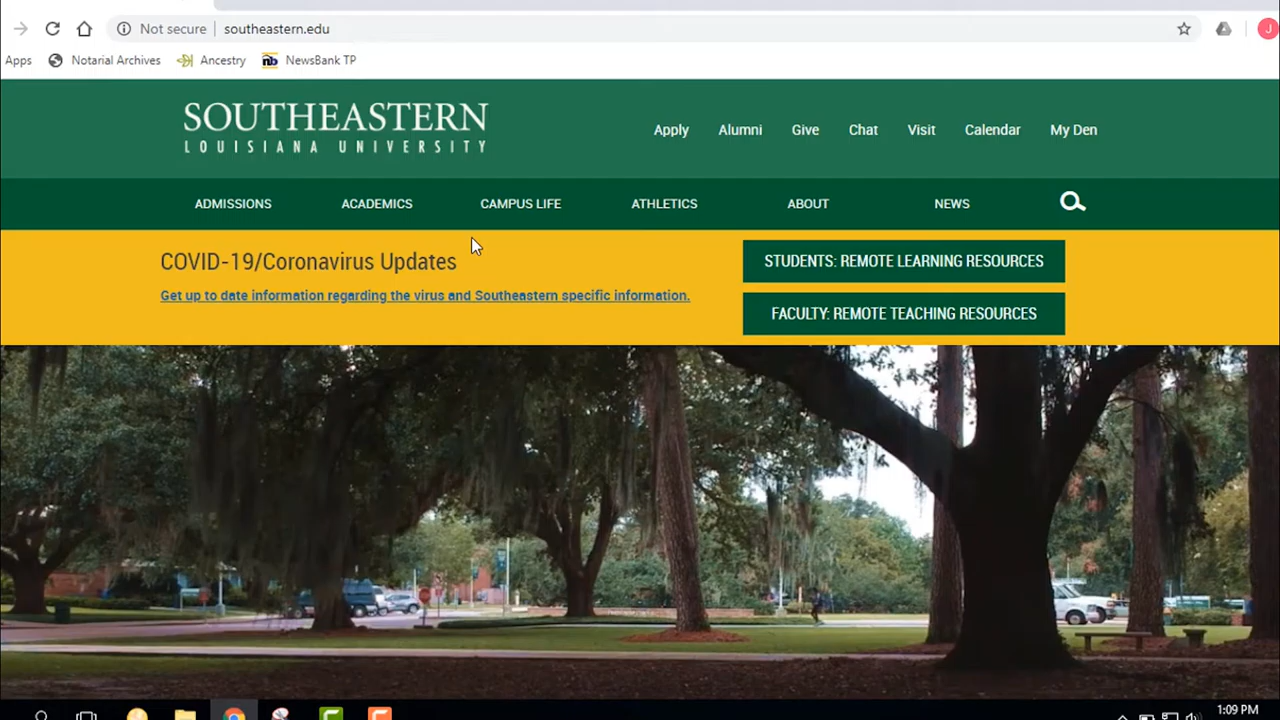 Not secure southeastern.edu J
Apps Notarial Archives Ancestry nb NewsBank TP
SOUTHEASTERN
LOUISIANA UNIVERSITY
Apply Alumni Give Chat Visit Calendar My Den
ADMISSIONS ACADEMICS CAMPUS LIFE ATHLETICS ABOUT NEWS
COVID-19/Coronavirus Updates
Get up to date information regarding the virus and Southeastern specific information.
STUDENTS: REMOTE LEARNING RESOURCES
FACULTY: REMOTE TEACHING RESOURCES
1:09 PM